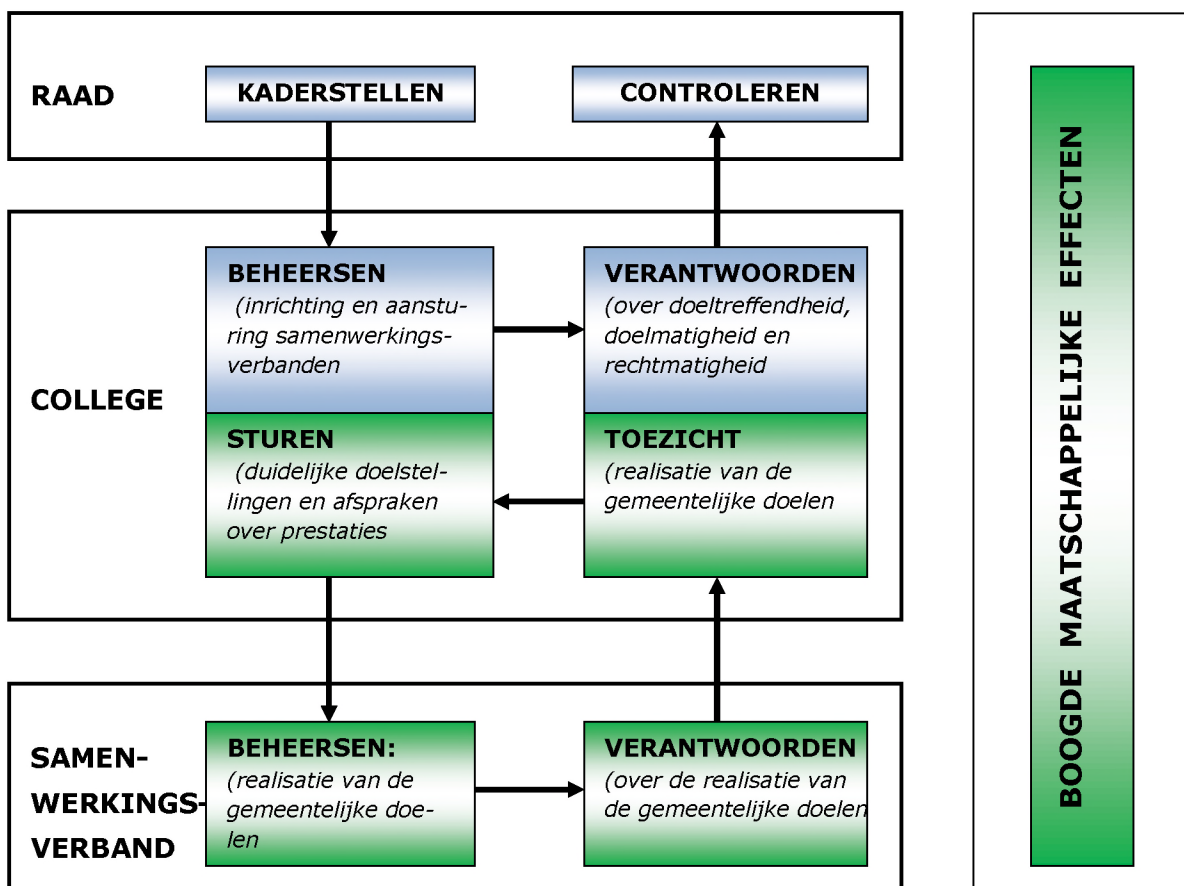 RAAD
KADERSTELLEN
CONTROLEREN
COLLEGE
BEHEERSEN
(inrichting en aanstu-
ring samenwerkings-
verbanden
VERANTWOORDEN
(over doeltreffendheid,
doelmatigheid en
rechtmatigheid
STUREN
(duidelijke doelstel-
lingen en afspraken
over prestaties
TOEZICHT
(realisatie van de
gemeentelijke doelen
SAMEN-
WERKINGS-
VERBAND
BEHEERSEN:
(realisatie van de
gemeentelijke doe-
len
VERANTWOORDEN
(over de realisatie van
de gemeentelijke doelen
BOOGDE MAATSCHAPPELIJKE EFFECTEN